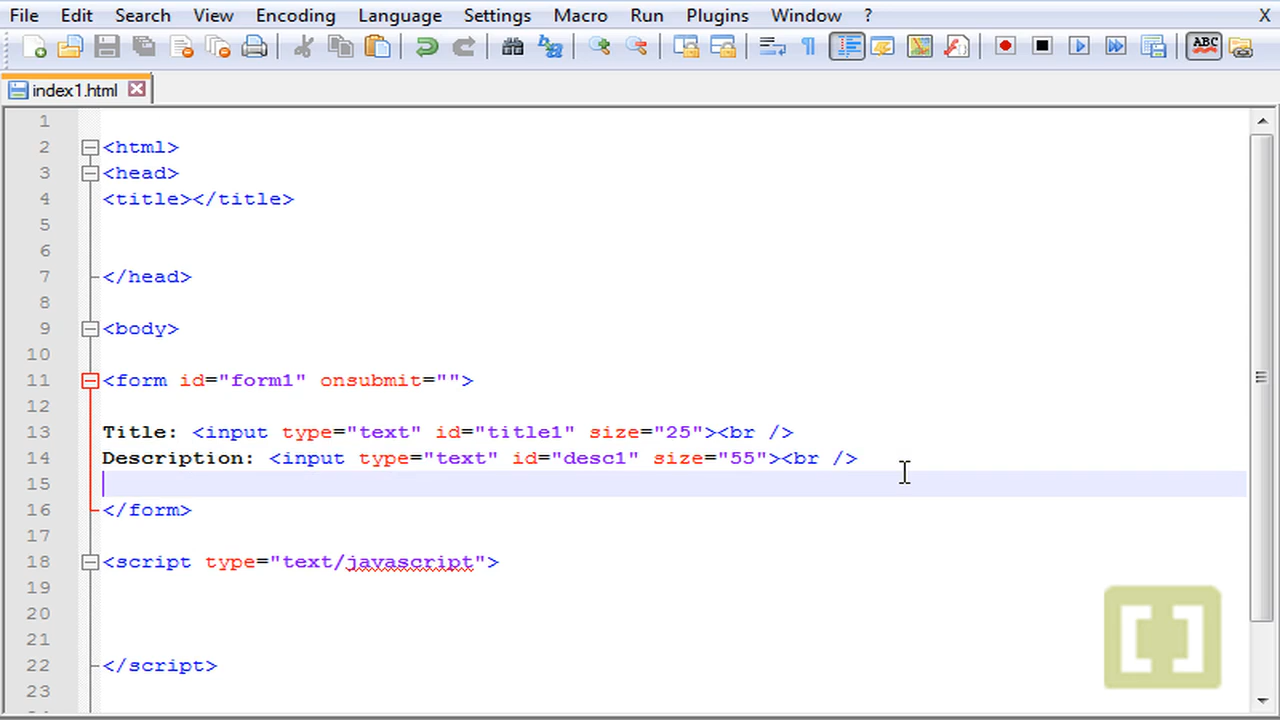 File Edit Search View Encoding Language Settings Macro Run Plugins Window ? X
ABC
index1.html
1
2 <html>
3 <head>
4 <title></title>
5
6
7 </head>
8
9 <body>
10
11 <form id="form1" onsubmit="">
12
13 Title: <input type="text" id="title1" size="25"><br />
14 Description: <input type="text" id="desc1" size="55"><br />
15
16 </form>
17
18 <script type="text/javascript">
19
20
21
22 </script>
23